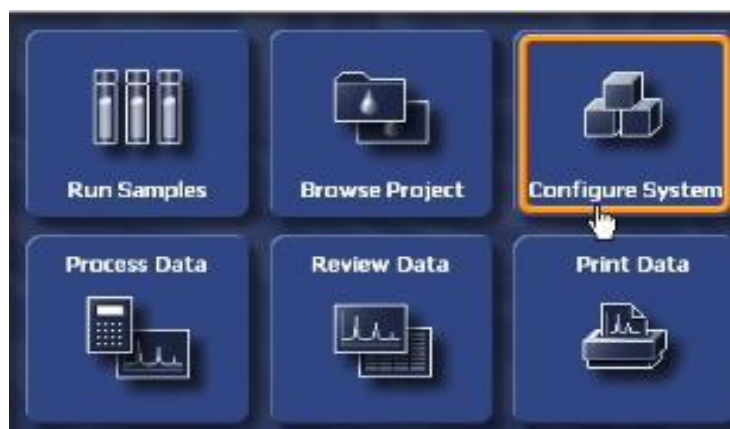 Run Samples
Browse Project
Configure System
Process Data
Review Data
Print Data